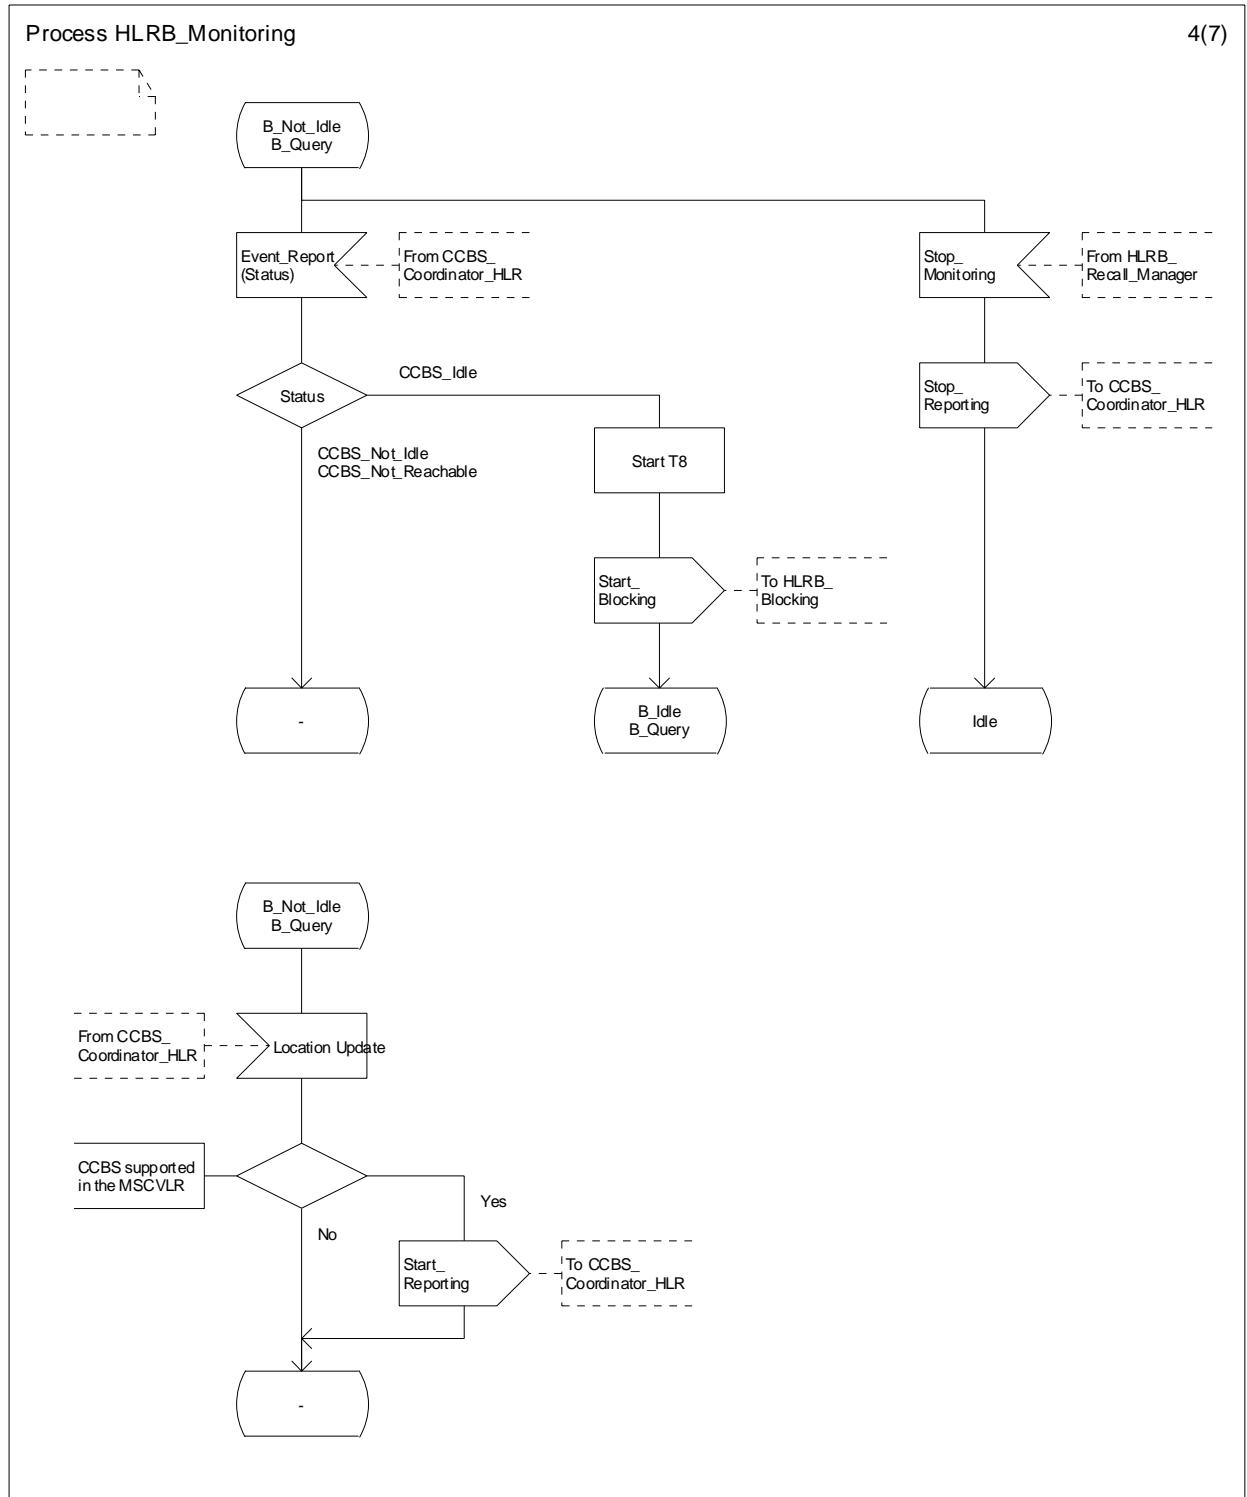 Process HLRB_Monitoring
4(7)
B_Not_Idle
B_Query
Event_Report
(Status)
From CCBS_
Coordinator_HLR
Stop_
Monitoring
From HLRB_
Recall_Manager
Status
CCBS_Idle
Stop_
Reporting
To CCBS_
Coordinator_HLR
CCBS_Not_Idle
CCBS_Not_Reachable
Start T8
Start_
Blocking
To HLRB_
Blocking
-
B_Idle
B_Query
Idle
B_Not_Idle
B_Query
From CCBS_
Coordinator_HLR
Location Update
CCBS supported
in the MSCVLR
Yes
No
Start_
Reporting
To CCBS_
Coordinator_HLR
-